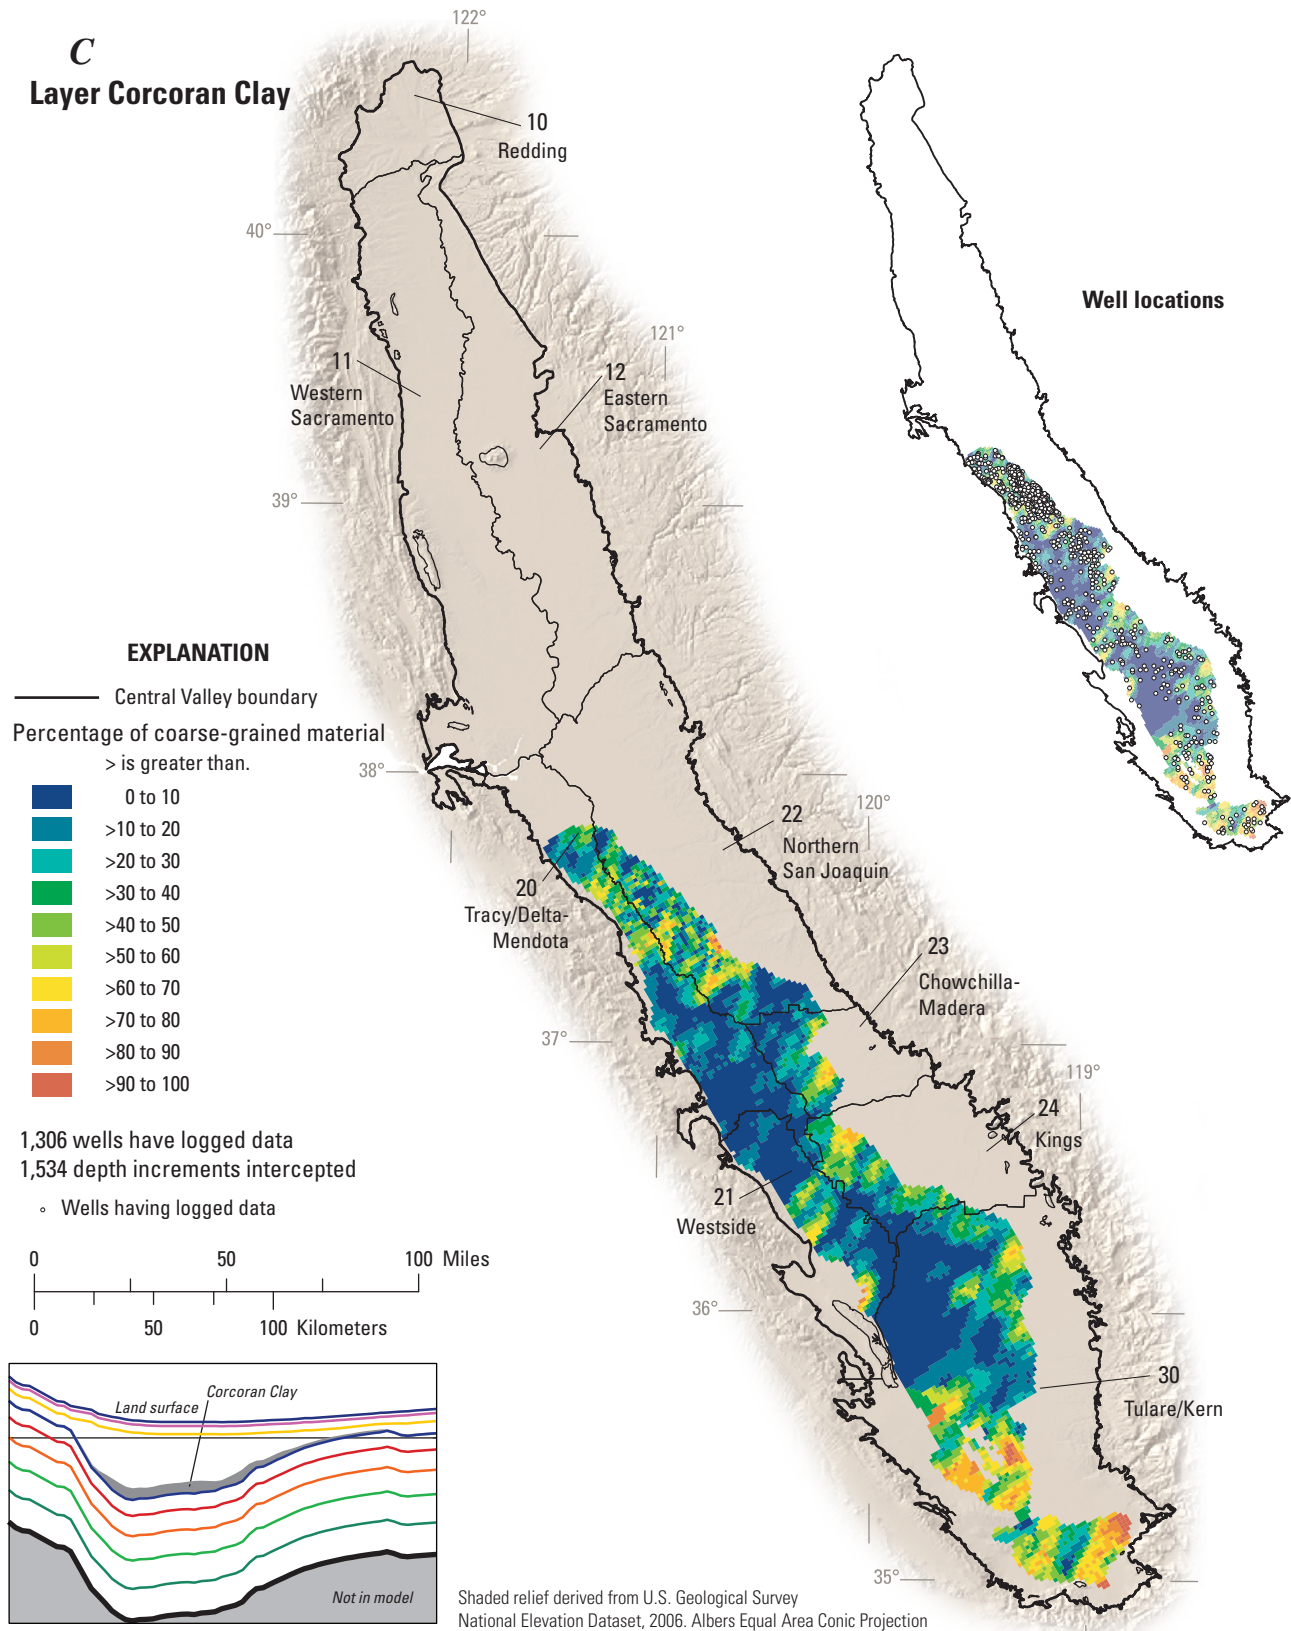 C
Layer Corcoran Clay
122°
10
Redding
40°
Well locations
121°
11
Western
Sacramento
12
Eastern
Sacramento
39°
EXPLANATION
Central Valley boundary
Percentage of coarse-grained material
> is greater than.
0 to 10
>10 to 20
>20 to 30
>30 to 40
>40 to 50
>50 to 60
>60 to 70
>70 to 80
>80 to 90
>90 to 100
1,306 wells have logged data
1,534 depth increments intercepted
Wells having logged data
38°
120°
22
Northern
San Joaquin
20
Tracy/Delta-
Mendota
23
Chowchilla-
Madera
37°
119°
24
Kings
21
Westside
36°
30
Tulare/Kern
35°
0 50 100 Miles
0 50 100 Kilometers
Corcoran Clay
Land surface
Not in model
Shaded relief derived from U.S. Geological Survey
National Elevation Dataset, 2006. Albers Equal Area Conic Projection